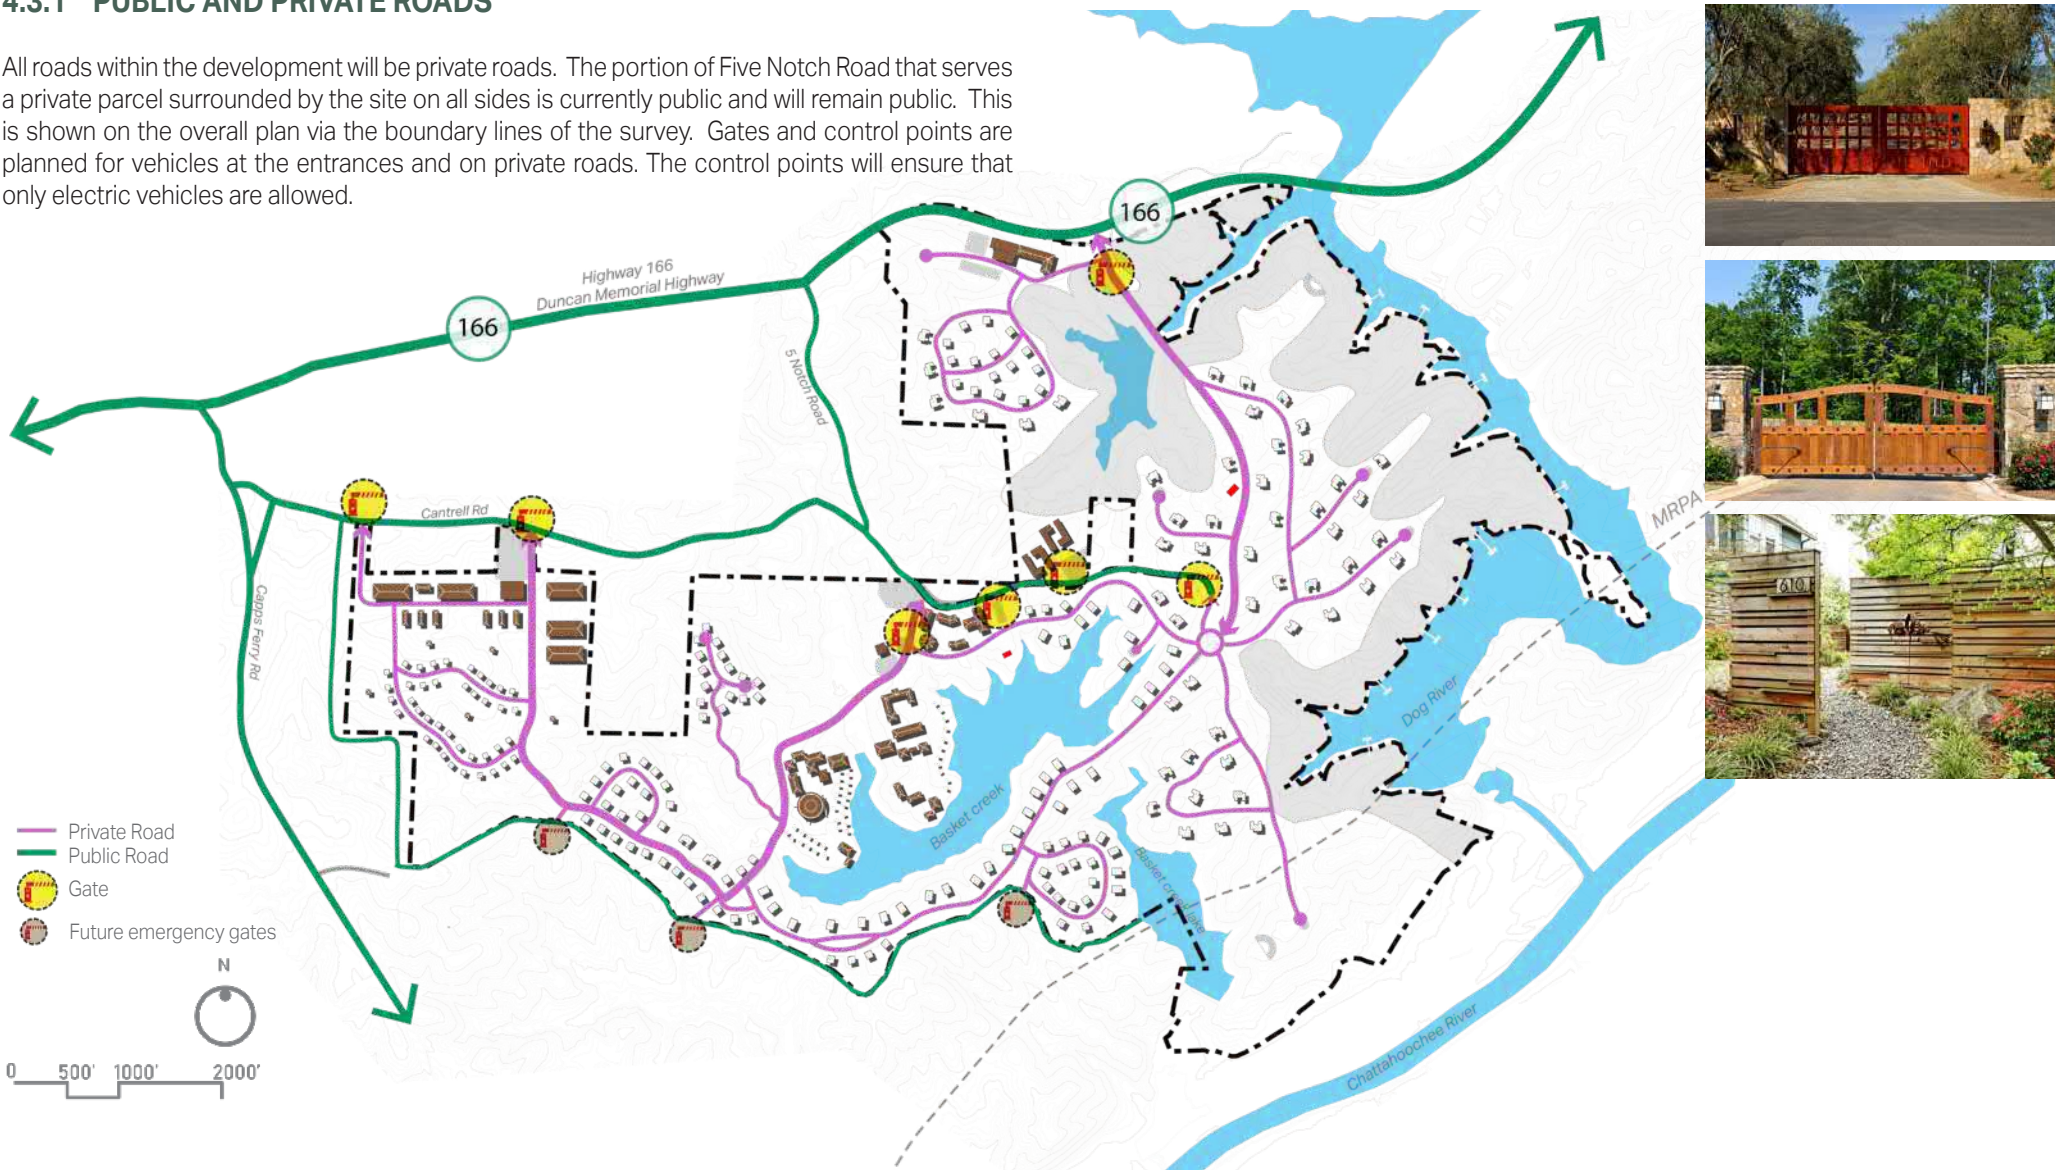 4.3.1 PUBLIC AND PRIVATE ROADS
All roads within the development will be private roads. The portion of Five Notch Road that serves
a private parcel surrounded by the site on all sides is currently public and will remain public. This
is shown on the overall plan via the boundary lines of the survey. Gates and control points are
planned for vehicles at the entrances and on private roads. The control points will ensure that
only electric vehicles are allowed.
166
Highway 166
Duncan Memorial Highway
166
5 Notch Road
Cantrell Rd
Capps Ferry Rd
MRPA
610
Dog River
Basket creek
Basket creek lake
Chattahoochee River
Private Road
Public Road
Gate
Future emergency gates
N
0 500' 1000' 2000'